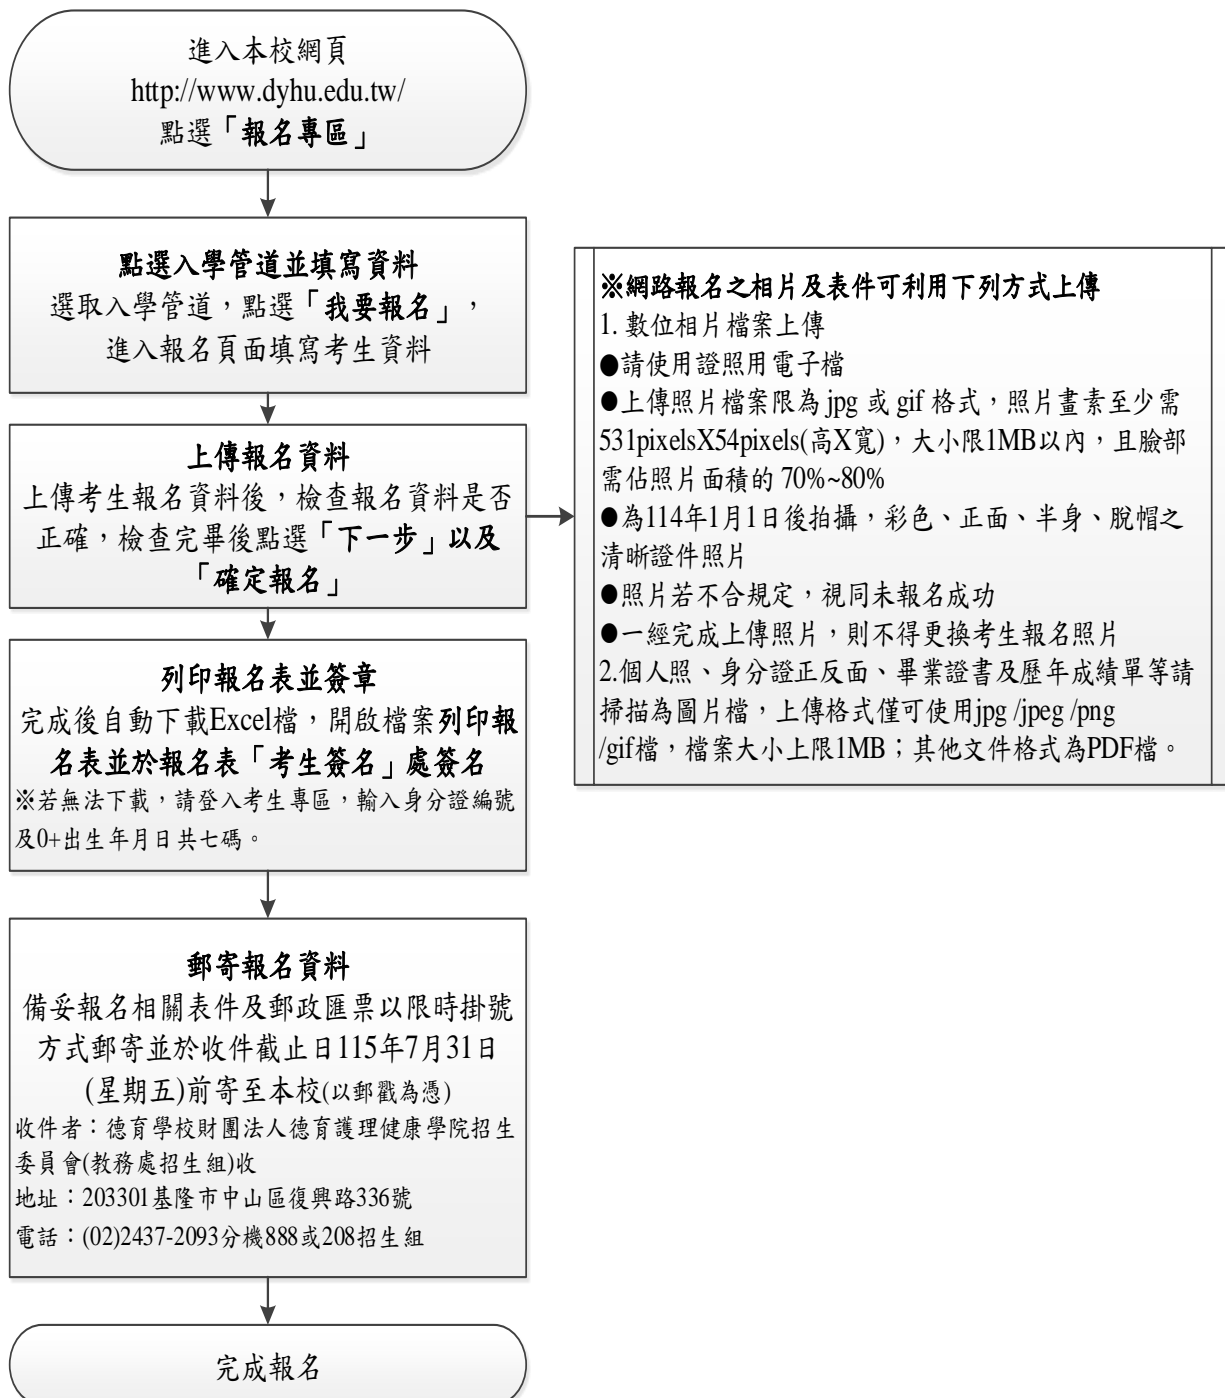 進入本校網頁
http://www.dyhu.edu.tw/
點選「報名專區」
點選入學管道並填寫資料
選取入學管道，點選「我要報名」，
進入報名頁面填寫考生資料
上傳報名資料
上傳考生報名資料後，檢查報名資料是否
正確，檢查完畢後點選「下一步」以及
「確定報名」
※網路報名之相片及表件可利用下列方式上傳
1. 數位相片檔案上傳
●請使用證照用電子檔
●上傳照片檔案限為 jpg 或 gif 格式，照片畫素至少需
531pixelsX54pixels(高X寬)，大小限1MB以內，且臉部
需佔照片面積的 70%~80%
●為114年1月1日後拍攝，彩色、正面、半身、脫帽之
清晰證件照片
●照片若不合規定，視同未報名成功
●一經完成上傳照片，則不得更換考生報名照片
2.個人照、身分證正反面、畢業證書及歷年成績單等請
掃描為圖片檔，上傳格式僅可使用jpg /jpeg /png
/gif檔，檔案大小上限1MB；其他文件格式為PDF檔。
列印報名表並簽章
完成後自動下載Excel檔，開啟檔案列印報
名表並於報名表「考生簽名」處簽名
※若無法下載，請登入考生專區，輸入身分證編號
及0+出生年月日共七碼。
郵寄報名資料
備妥報名相關表件及郵政匯票以限時掛號
方式郵寄並於收件截止日115年7月31日
(星期五)前寄至本校(以郵戳為憑)
收件者：德育學校財團法人德育護理健康學院招生
委員會(教務處招生組)收
地址：203301基隆市中山區復興路336號
電話：(02)2437-2093分機888或208招生組
完成報名